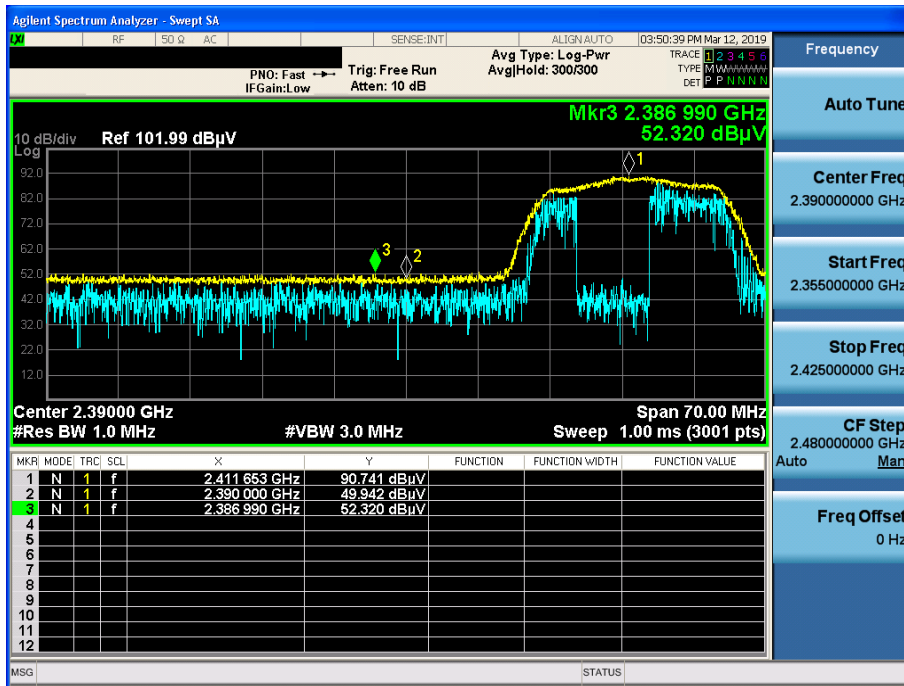 Agilent Spectrum Analyzer - Swept SA
LXI RF 50 Ω AC SENSE:INT ALIGN AUTO 03:50:39 PM Mar 12, 2019
PNO: Fast
IFGain:Low
Trig: Free Run
Atten: 10 dB
Avg Type: Log-Pwr
Avg|Hold: 300/300
TRACE 1 2 3 4 5 6
TYPE M W W W W W
DET P P N N N N
Mkr3 2.386 990 GHz
52.320 dBµV
10 dB/div Ref 101.99 dBµV
Log
92.0
82.0
72.0
62.0
52.0
42.0
32.0
22.0
12.0
1
3
2
Center 2.39000 GHz Span 70.00 MHz
#Res BW 1.0 MHz #VBW 3.0 MHz Sweep 1.00 ms (3001 pts)
MKR MODE TRC SCL X Y FUNCTION FUNCTION WIDTH FUNCTION VALUE
1 N 1 f 2.411 653 GHz 90.741 dBµV
2 N 1 f 2.390 000 GHz 49.942 dBµV
3 N 1 f 2.386 990 GHz 52.320 dBµV
4
5
6
7
8
9
10
11
12
MSG STATUS
Frequency
Auto Tune
Center Freq
2.390000000 GHz
Start Freq
2.355000000 GHz
Stop Freq
2.425000000 GHz
CF Step
2.480000000 GHz
Auto Man
Freq Offset
0 Hz